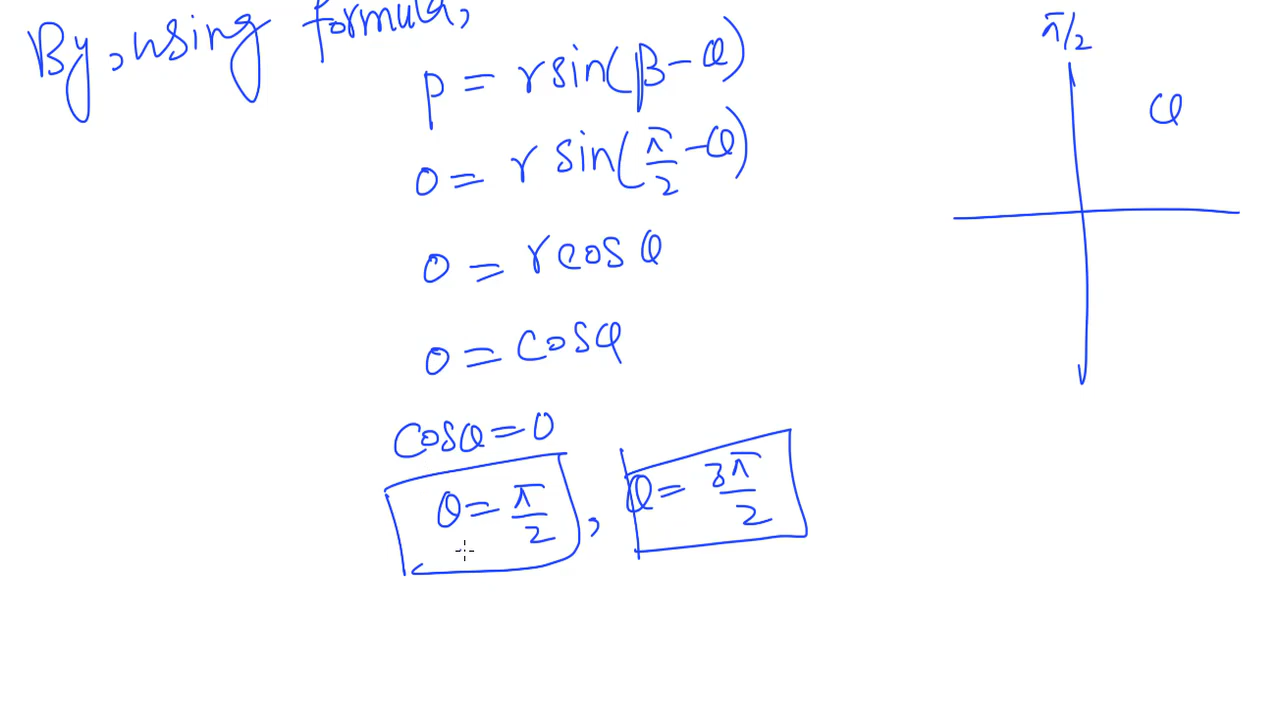 By, using formula,
p = r sin(β - θ)
0 = r sin(π/2 - θ)
0 = r cos θ
0 = cos θ
cos θ = 0
θ = π/2 , θ = 3π/2
π/2
θ